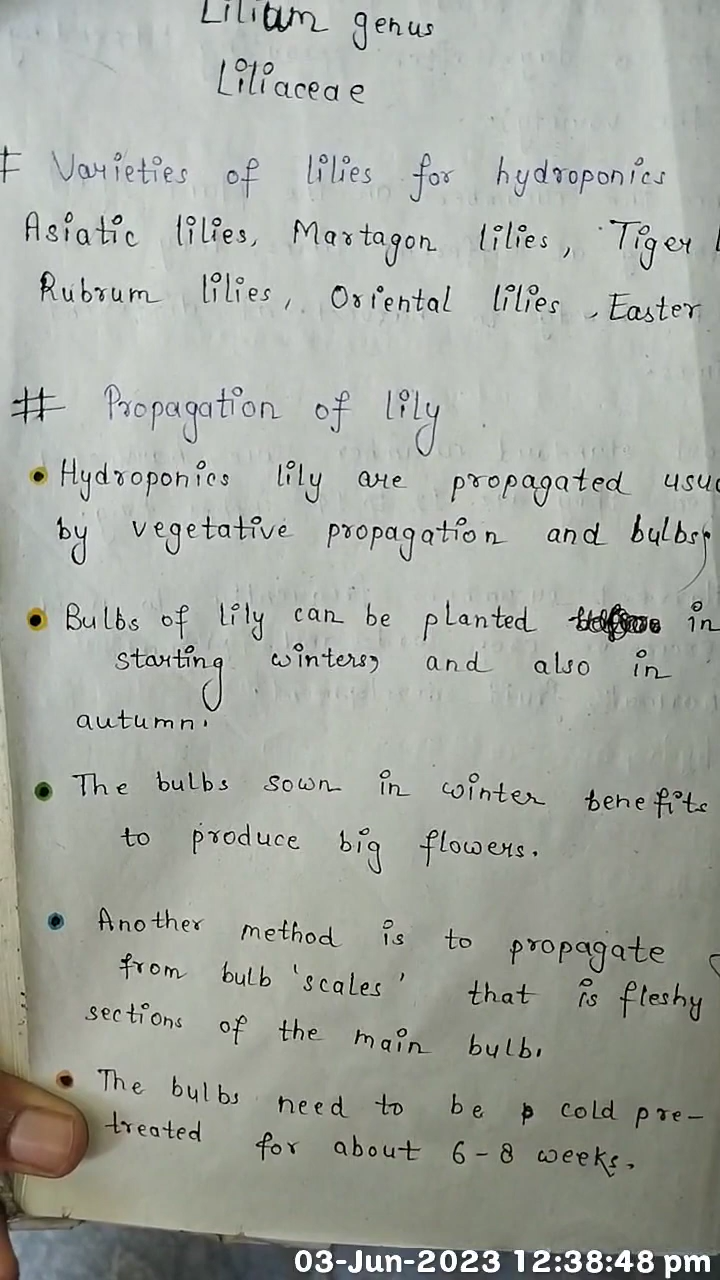 Lilium genus
Liliaceae
# Varieties of lilies for hydroponics
Asiatic lilies, Martagon lilies, Tiger
Rubrum lilies, Oriental lilies, Easter
# Propagation of lily
• Hydroponics lily are propagated usu
by vegetative propagation and bulbs,
• Bulbs of lily can be planted in
starting winters, and also in
autumn.
• The bulbs sown in winter benefits
to produce big flowers.
• Another method is to propagate
from bulb 'scales' that is fleshy
sections of the main bulb.
• The bulbs need to be cold pre-
treated for about 6-8 weeks.
03-Jun-2023 12:38:48 pm